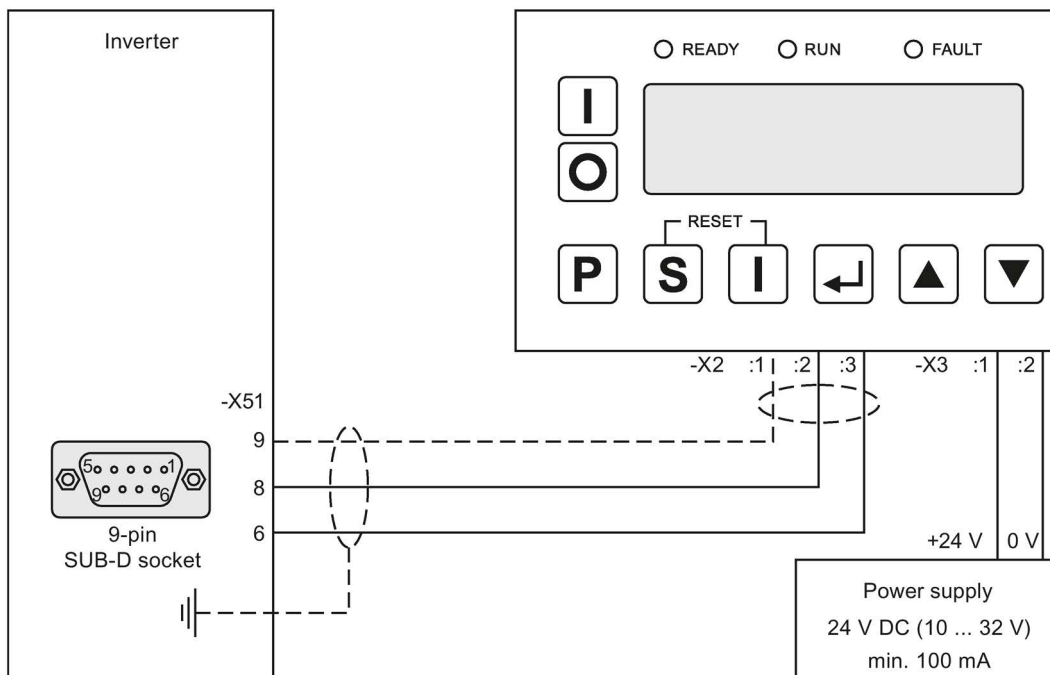 Inverter
READY RUN FAULT
I
O
RESET
P S I
-X2 :1 :2 :3 -X3 :1 :2
-X51
9
8
6
5 1
9 6
9-pin
SUB-D socket
+24 V 0 V
Power supply
24 V DC (10 ... 32 V)
min. 100 mA